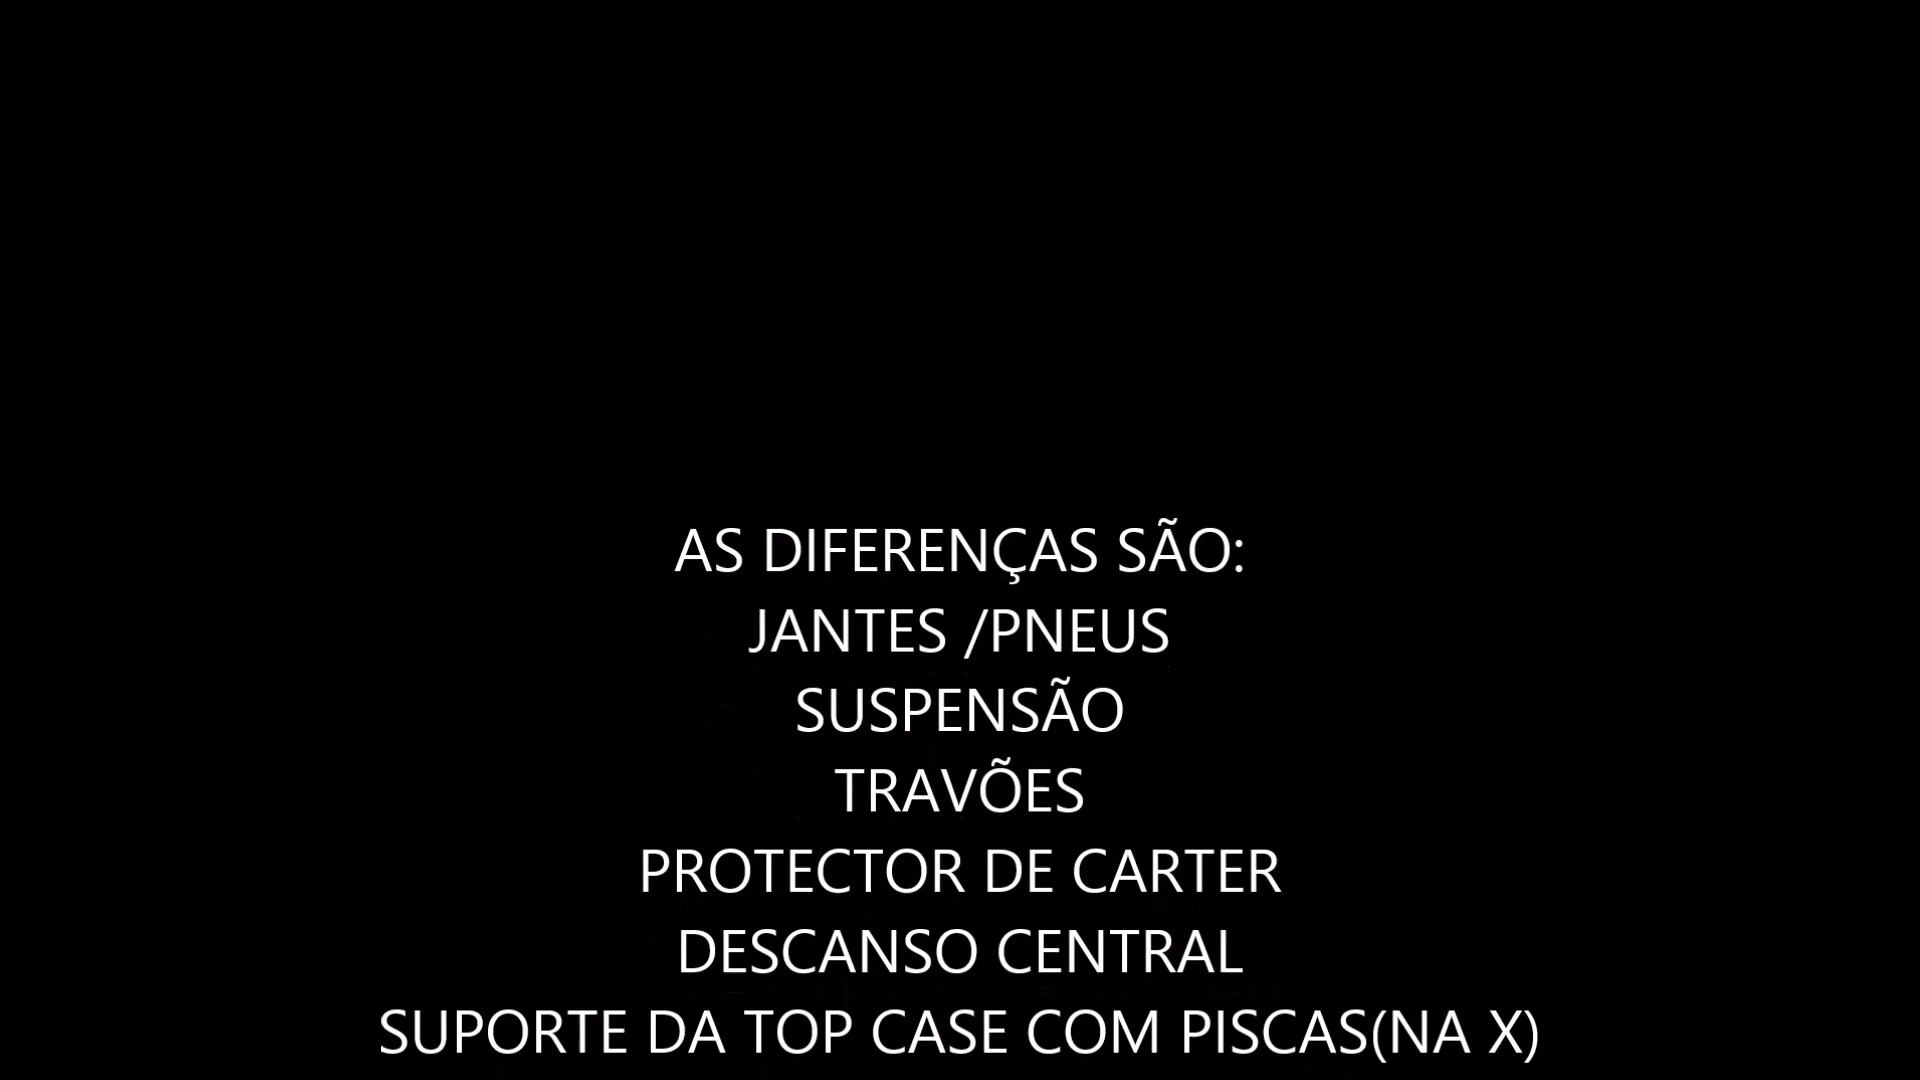 AS DIFERENÇAS SÃO:
JANTES /PNEUS
SUSPENSÃO
TRAVÕES
PROTECTOR DE CARTER
DESCANSO CENTRAL
SUPORTE DA TOP CASE COM PISCAS(NA X)